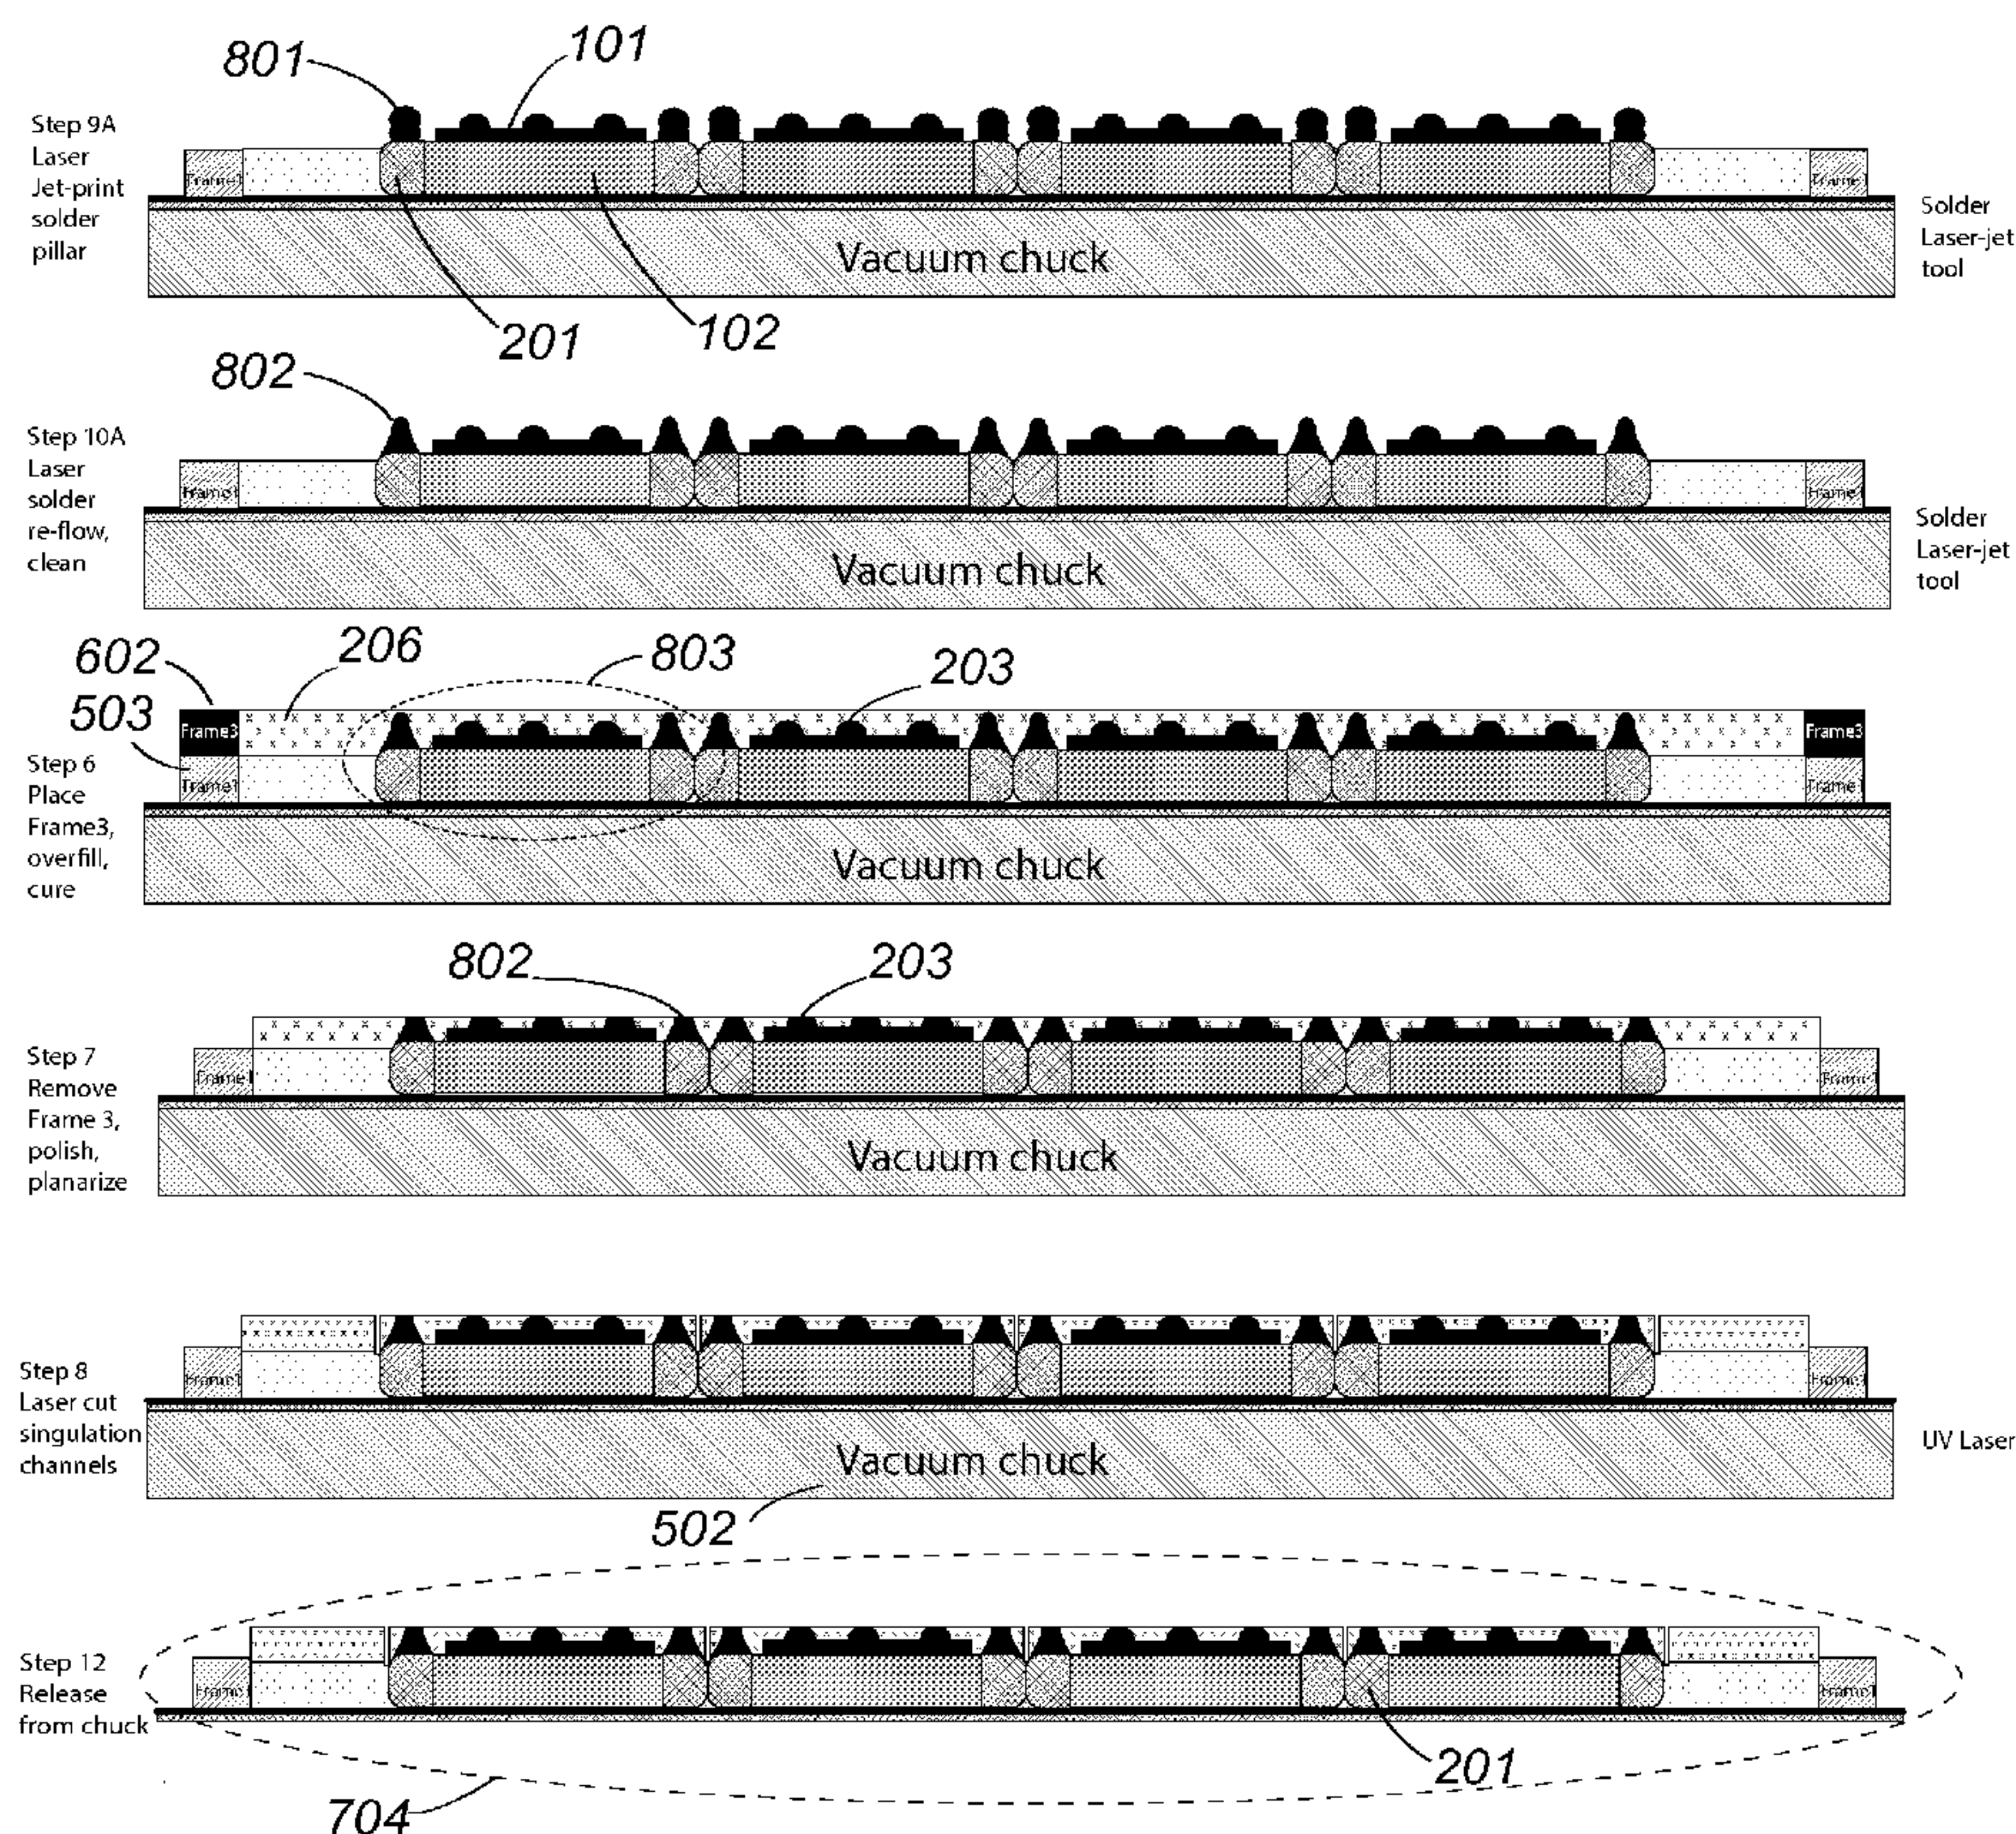 801
101
Step 9A
Laser
Jet-print
solder
pillar
Frame1
Frame1
Solder
Laser-jet
tool
Vacuum chuck
201
102
802
Step 10A
Laser
solder
re-flow,
clean
Frame1
Frame1
Solder
Laser-jet
tool
Vacuum chuck
602
206
803
203
503
Frame3
Frame3
Step 6
Place
Frame3,
overfill,
cure
Frame1
Frame1
Vacuum chuck
802
203
Step 7
Remove
Frame 3,
polish,
planarize
Frame1
Frame1
Vacuum chuck
Step 8
Laser cut
singulation
channels
Frame1
Frame1
UV Laser
Vacuum chuck
502
Step 12
Release
from chuck
Frame1
Frame1
201
704